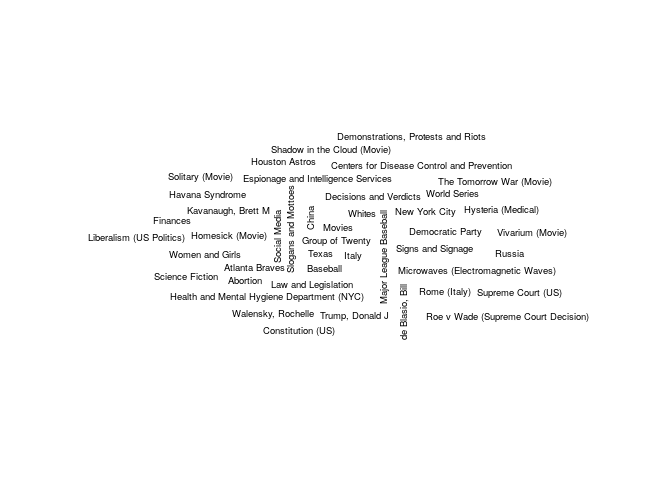 Demonstrations, Protests and Riots
Shadow in the Cloud (Movie)
Houston Astros
Centers for Disease Control and Prevention
Solitary (Movie)
Espionage and Intelligence Services
The Tomorrow War (Movie)
Havana Syndrome
Slogans and Mottoes
Decisions and Verdicts
World Series
Kavanaugh, Brett M
Social Media
China
Whites
Major League Baseball
New York City
Hysteria (Medical)
Finances
Movies
Liberalism (US Politics)
Homesick (Movie)
Group of Twenty
Democratic Party
Vivarium (Movie)
Women and Girls
Texas
Italy
Signs and Signage
Russia
Atlanta Braves
Baseball
Microwaves (Electromagnetic Waves)
Science Fiction
Abortion
Law and Legislation
Health and Mental Hygiene Department (NYC)
de Blasio, Bill
Rome (Italy)
Supreme Court (US)
Walensky, Rochelle
Trump, Donald J
Roe v Wade (Supreme Court Decision)
Constitution (US)